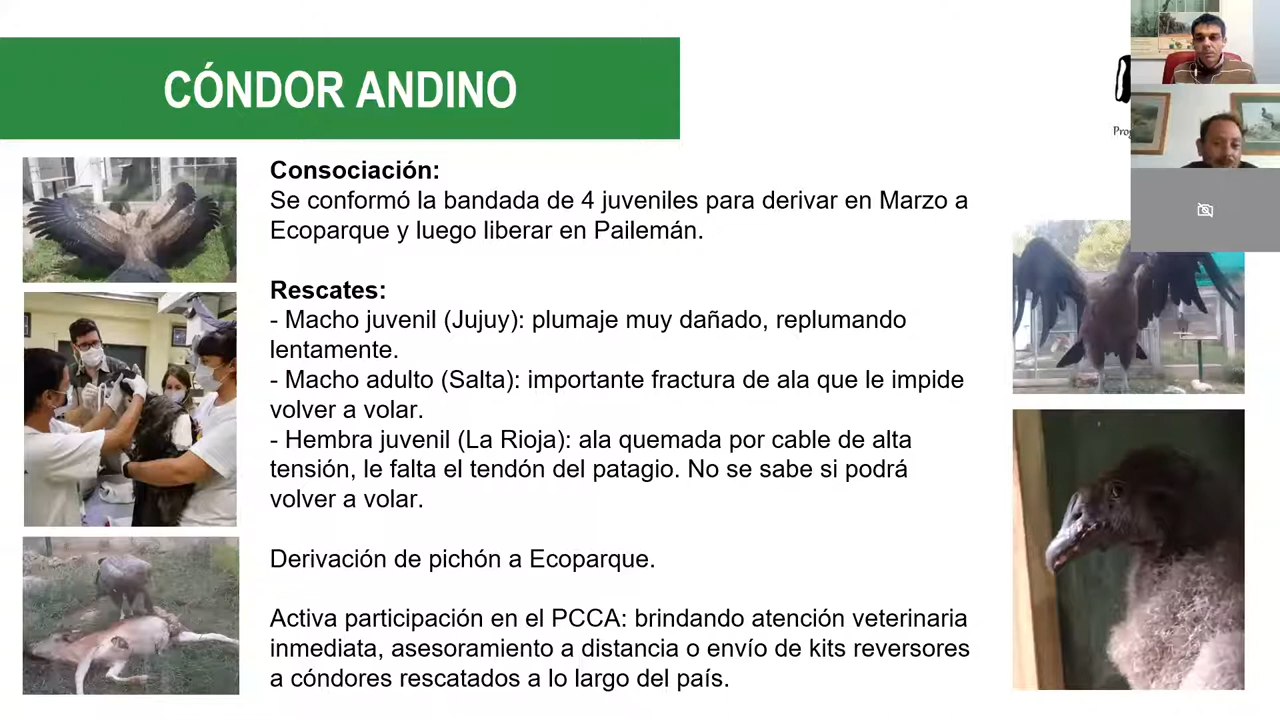 CÓNDOR ANDINO
Consociación:
Se conformó la bandada de 4 juveniles para derivar en Marzo a
Ecoparque y luego liberar en Pailemán.
Rescates:
- Macho juvenil (Jujuy): plumaje muy dañado, replumando
lentamente.
- Macho adulto (Salta): importante fractura de ala que le impide
volver a volar.
- Hembra juvenil (La Rioja): ala quemada por cable de alta
tensión, le falta el tendón del patagio. No se sabe si podrá
volver a volar.
Derivación de pichón a Ecoparque.
Activa participación en el PCCA: brindando atención veterinaria
inmediata, asesoramiento a distancia o envío de kits reversores
a cóndores rescatados a lo largo del país.